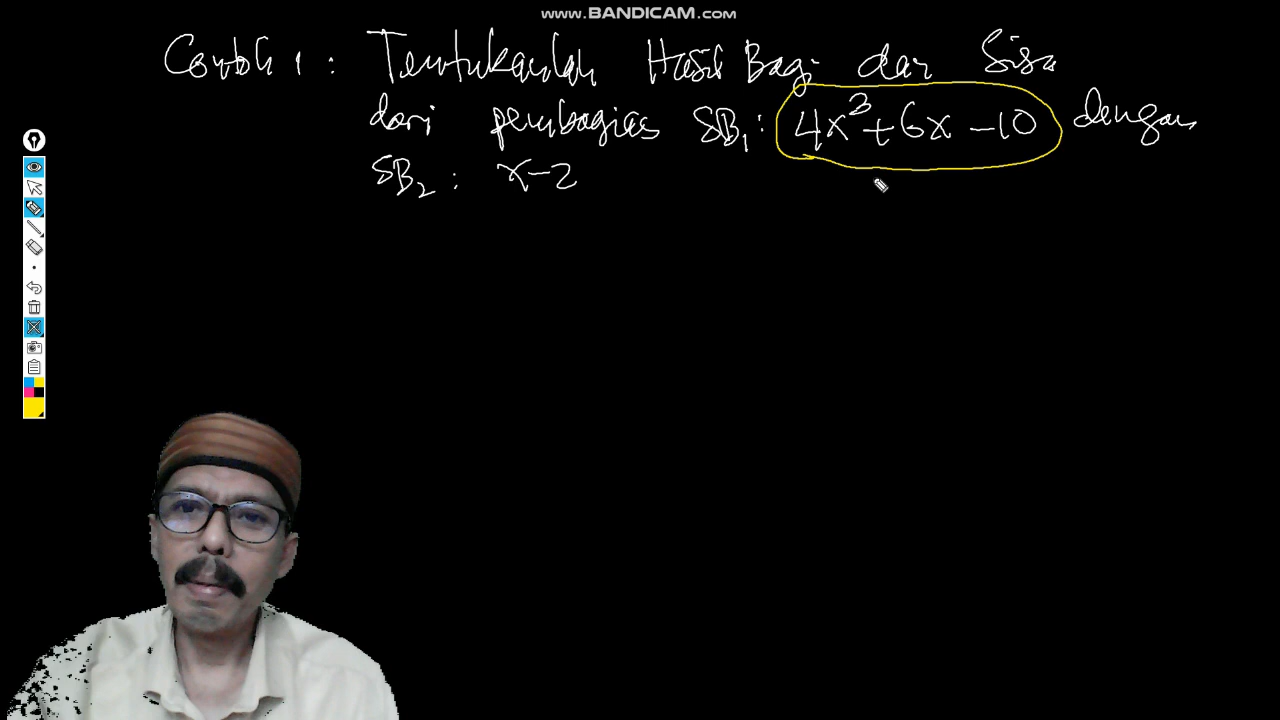 www.BANDICAM.com
Contoh 1 : Tentukanlah Hasil Bagi dan Sisa
dari pembagian SB₁ : 4x³+6x-10 dengan
SB₂ : x-2